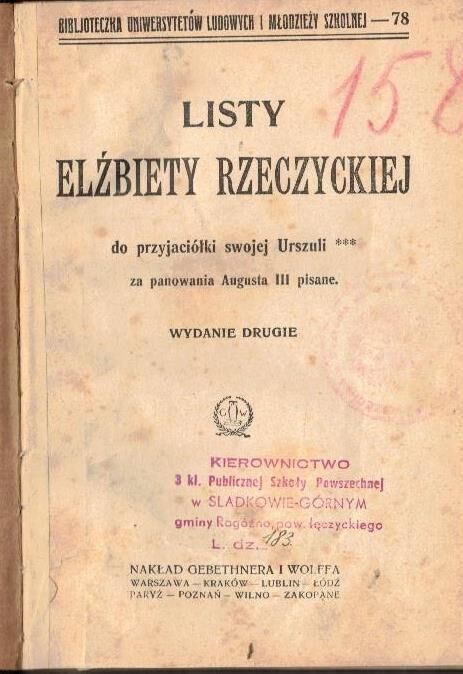 BIBLJOTECZKA UNIWERSYTETÓW LUDOWYCH I MŁODZIEŻY SZKOLNEJ — 78
158
LISTY
ELŹBIETY RZECZYCKIEJ
do przyjaciółki swojej Urszuli ***
za panowania Augusta III pisane.
WYDANIE DRUGIE
G W
KIEROWNICTWO
3 kl. Publicznej Szkoły Powszechnej
w SLADKOWIE-GÓRNYM
gminy Rogóźno, pow. łęczyckiego
L. dz. 183.
NAKŁAD GEBETHNERA I WOLFFA
WARSZAWA — KRAKÓW — LUBLIN — ŁÓDŹ
PARYŻ — POZNAŃ — WILNO — ZAKOPANE